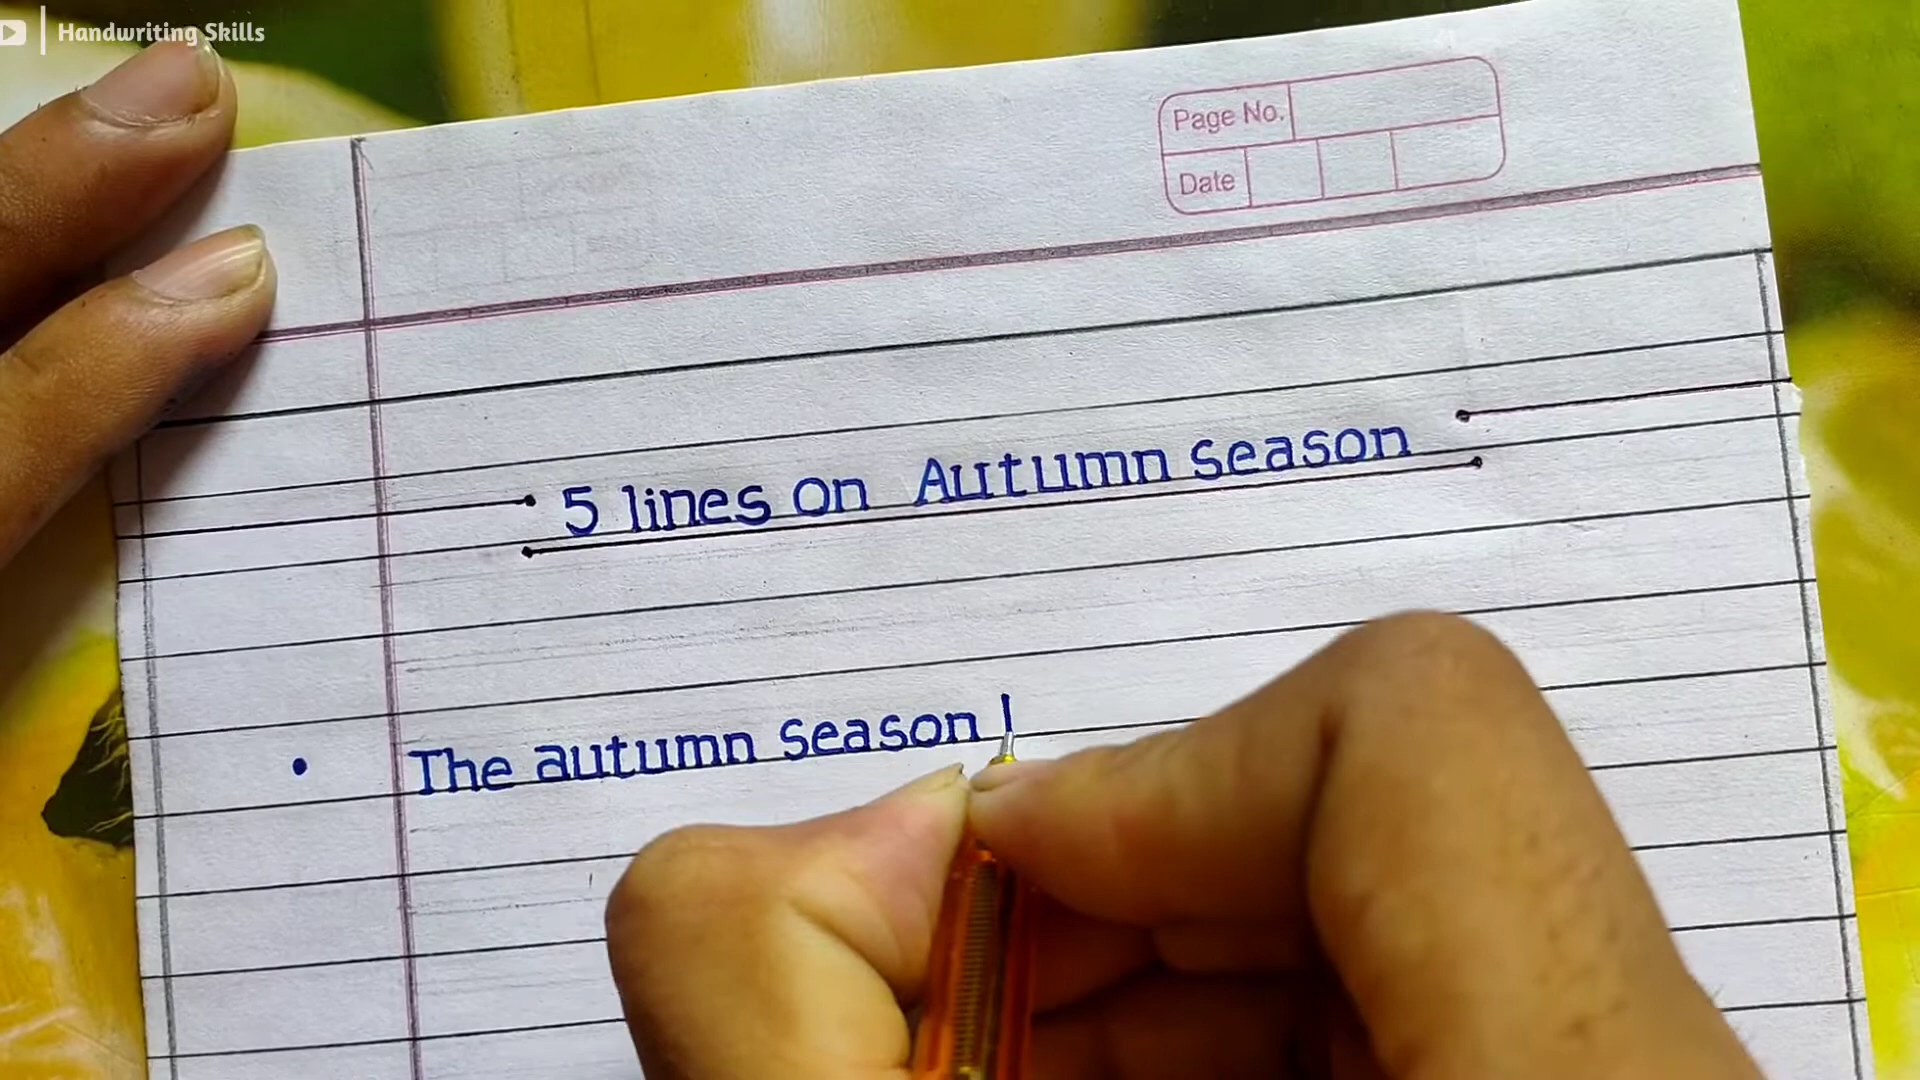 Handwriting Skills
Page No.
Date
5 lines on Autumn season
• The autumn season